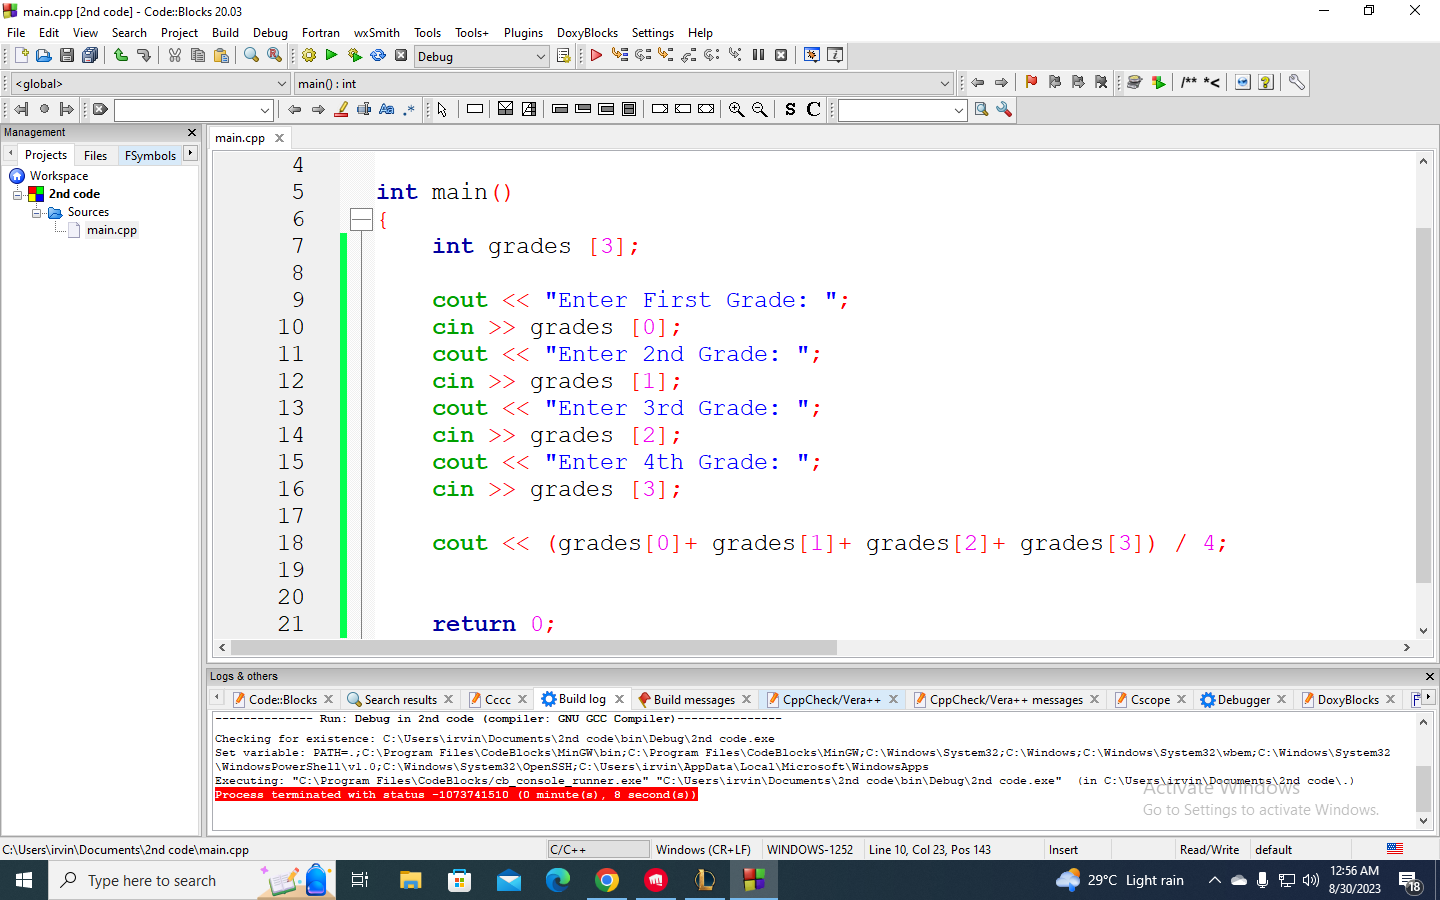 main.cpp [2nd code] - Code::Blocks 20.03
File Edit View Search Project Build Debug Fortran wxSmith Tools Tools+ Plugins DoxyBlocks Settings Help
Debug
<global> main() : int
/** *<
Aa .* S C
Management
main.cpp
Projects Files FSymbols
Workspace
2nd code
Sources
main.cpp
4
5 int main()
6 {
7 int grades [3];
8
9 cout << "Enter First Grade: ";
10 cin >> grades [0];
11 cout << "Enter 2nd Grade: ";
12 cin >> grades [1];
13 cout << "Enter 3rd Grade: ";
14 cin >> grades [2];
15 cout << "Enter 4th Grade: ";
16 cin >> grades [3];
17
18 cout << (grades[0]+ grades[1]+ grades[2]+ grades[3]) / 4;
19
20
21 return 0;
Logs & others
Code::Blocks Search results Cccc Build log Build messages CppCheck/Vera++ CppCheck/Vera++ messages Cscope Debugger DoxyBlocks F
-------------- Run: Debug in 2nd code (compiler: GNU GCC Compiler)---------------
Checking for existence: C:\Users\irvin\Documents\2nd code\bin\Debug\2nd code.exe
Set variable: PATH=.;C:\Program Files\CodeBlocks\MinGW\bin;C:\Program Files\CodeBlocks\MinGW;C:\Windows\System32;C:\Windows;C:\Windows\System32\wbem;C:\Windows\System32
\WindowsPowerShell\v1.0;C:\Windows\System32\OpenSSH;C:\Users\irvin\AppData\Local\Microsoft\WindowsApps
Executing: "C:\Program Files\CodeBlocks/cb_console_runner.exe" "C:\Users\irvin\Documents\2nd code\bin\Debug\2nd code.exe" (in C:\Users\irvin\Documents\2nd code\.)
Process terminated with status -1073741510 (0 minute(s), 8 second(s))
Activate Windows
Go to Settings to activate Windows.
C:\Users\irvin\Documents\2nd code\main.cpp C/C++ Windows (CR+LF) WINDOWS-1252 Line 10, Col 23, Pos 143 Insert Read/Write default
Type here to search
29°C Light rain
12:56 AM
8/30/2023
18